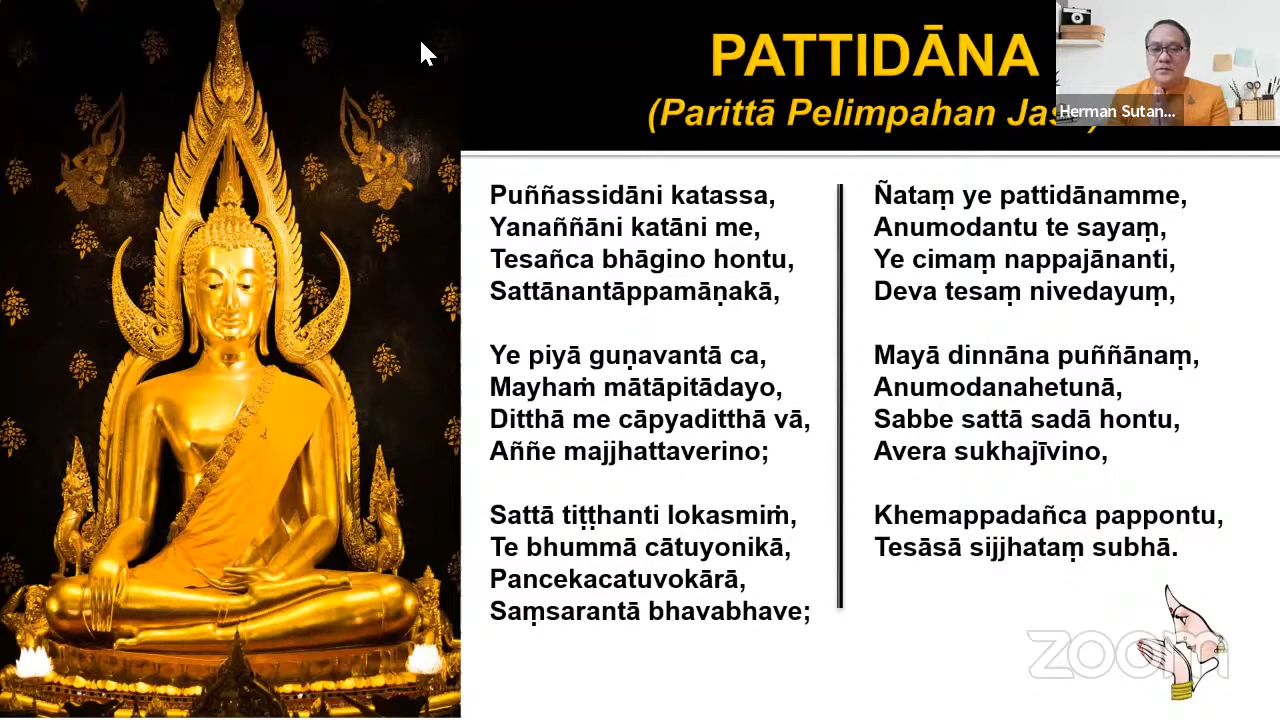 PATTIDĀNA
(Parittā Pelimpahan Jas
Herman Sutan...
Puññassidāni katassa,
Yanaññāni katāni me,
Tesañca bhāgino hontu,
Sattānantāppamāṇakā,
Ye piyā guṇavantā ca,
Mayhaṁ mātāpitādayo,
Ditthā me cāpyaditthā vā,
Aññe majjhattaverino;
Sattā tiṭṭhanti lokasmiṁ,
Te bhummā cātuyonikā,
Pancekacatuvokārā,
Saṃsarantā bhavabhave;
Ñataṃ ye pattidānamme,
Anumodantu te sayaṃ,
Ye cimaṃ nappajānanti,
Deva tesaṃ nivedayuṃ,
Mayā dinnāna puññānaṃ,
Anumodanahetunā,
Sabbe sattā sadā hontu,
Avera sukhajīvino,
Khemappadañca pappontu,
Tesāsā sijjhataṃ subhā.
zoom